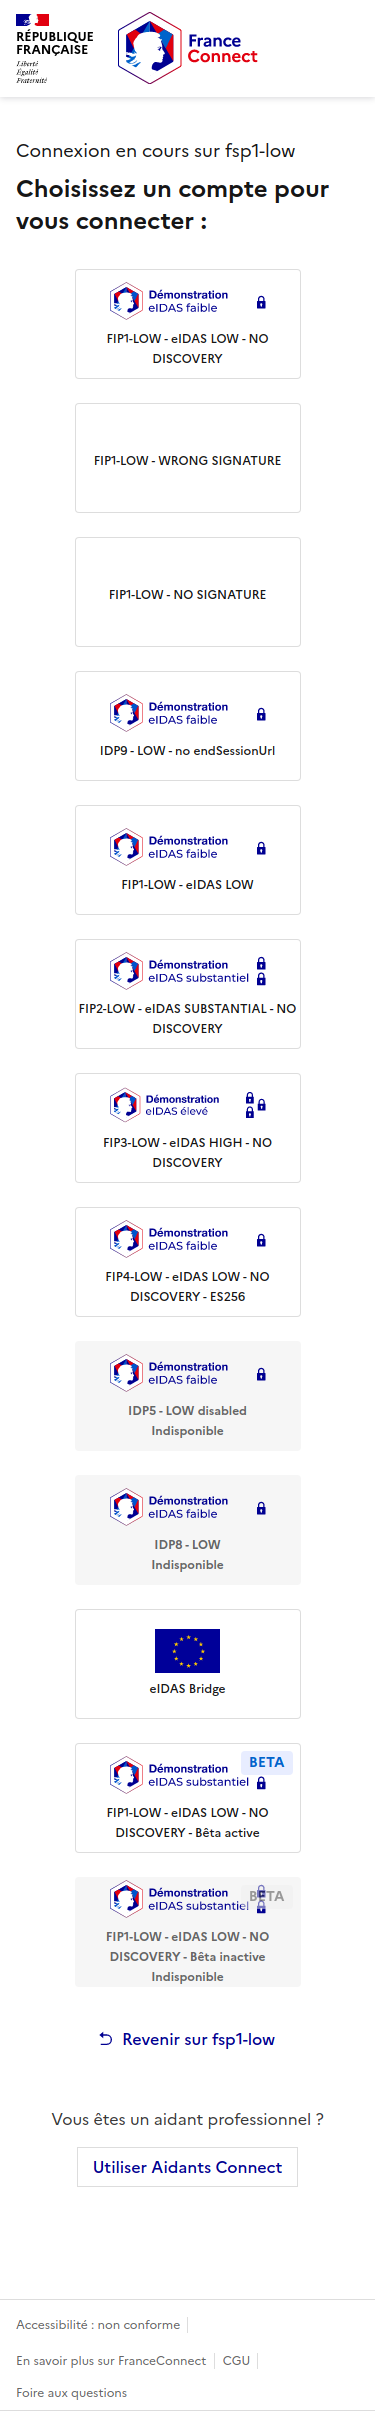 RÉPUBLIQUE
FRANÇAISE
Liberté
Égalité
Fraternité
France
Connect
Connexion en cours sur fsp1-low
Choisissez un compte pour
vous connecter :
Démonstration
eIDAS faible
FIP1-LOW - eIDAS LOW - NO
DISCOVERY
FIP1-LOW - WRONG SIGNATURE
FIP1-LOW - NO SIGNATURE
Démonstration
eIDAS faible
IDP9 - LOW - no endSessionUrl
Démonstration
eIDAS faible
FIP1-LOW - eIDAS LOW
Démonstration
eIDAS substantiel
FIP2-LOW - eIDAS SUBSTANTIAL - NO
DISCOVERY
Démonstration
eIDAS élevé
FIP3-LOW - eIDAS HIGH - NO
DISCOVERY
Démonstration
eIDAS faible
FIP4-LOW - eIDAS LOW - NO
DISCOVERY - ES256
Démonstration
eIDAS faible
IDP5 - LOW disabled
Indisponible
Démonstration
eIDAS faible
IDP8 - LOW
Indisponible
eIDAS Bridge
BETA
Démonstration
eIDAS substantiel
FIP1-LOW - eIDAS LOW - NO
DISCOVERY - Bêta active
BETA
Démonstration
eIDAS substantiel
FIP1-LOW - eIDAS LOW - NO
DISCOVERY - Bêta inactive
Indisponible
Revenir sur fsp1-low
Vous êtes un aidant professionnel ?
Utiliser Aidants Connect
Accessibilité : non conforme
En savoir plus sur FranceConnect CGU
Foire aux questions